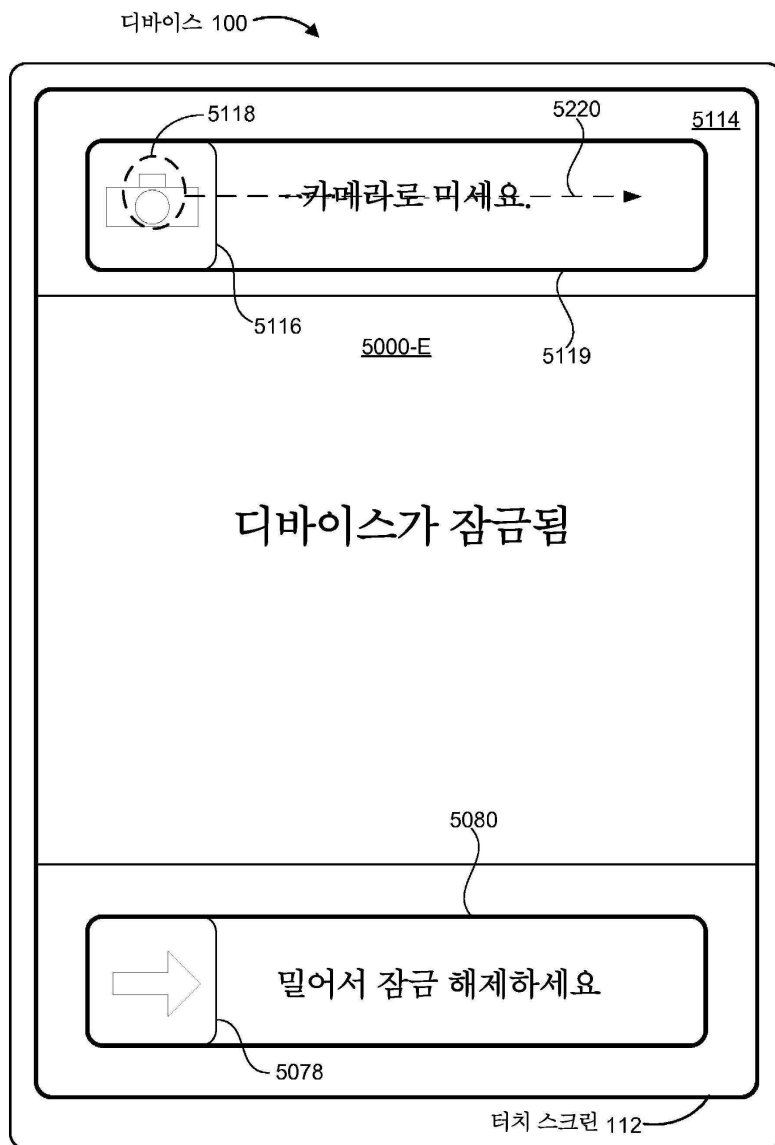 디바이스 100
5118
5220
5114
카메라로 미세요.
5116
5119
5000-E
디바이스가 잠금됨
5080
밀어서 잠금 해제하세요
5078
터치 스크린 112